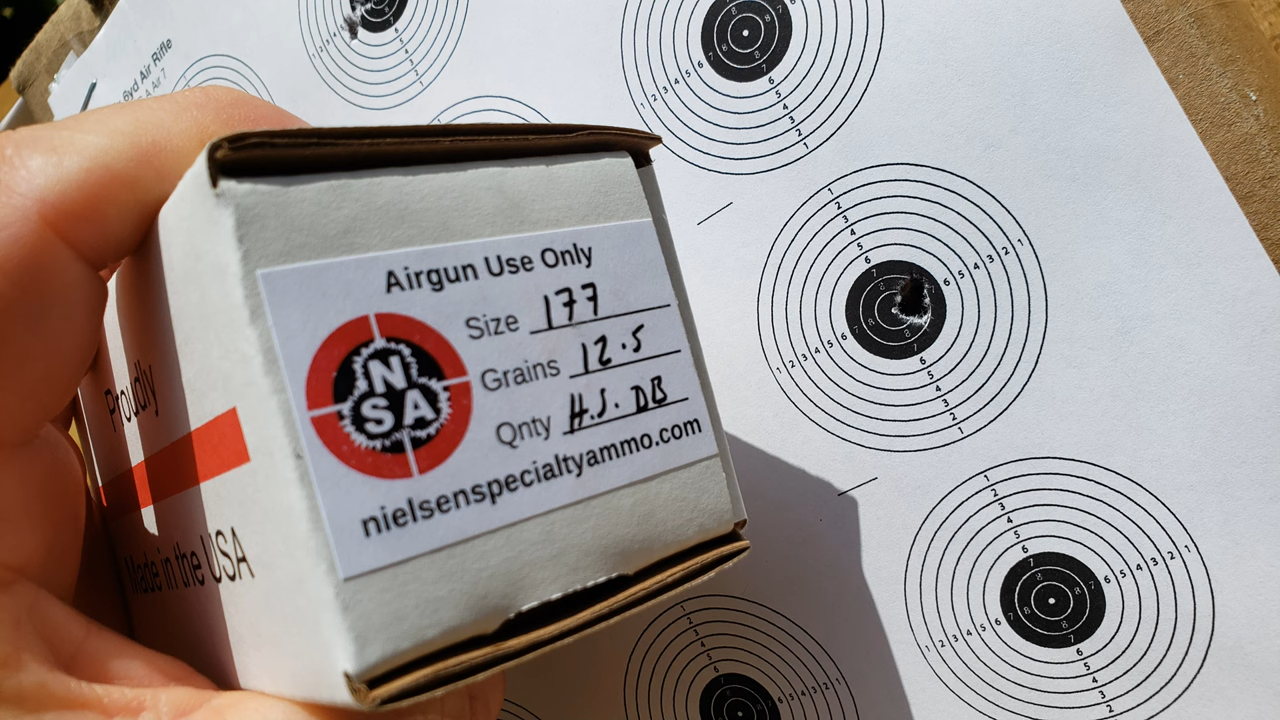 6yd Air Rifle
Airgun Use Only
Size 177
Grains 12.5
Qnty H.S. DB
NSA
nielsenspecialtyammo.com
Proudly
Made in the USA